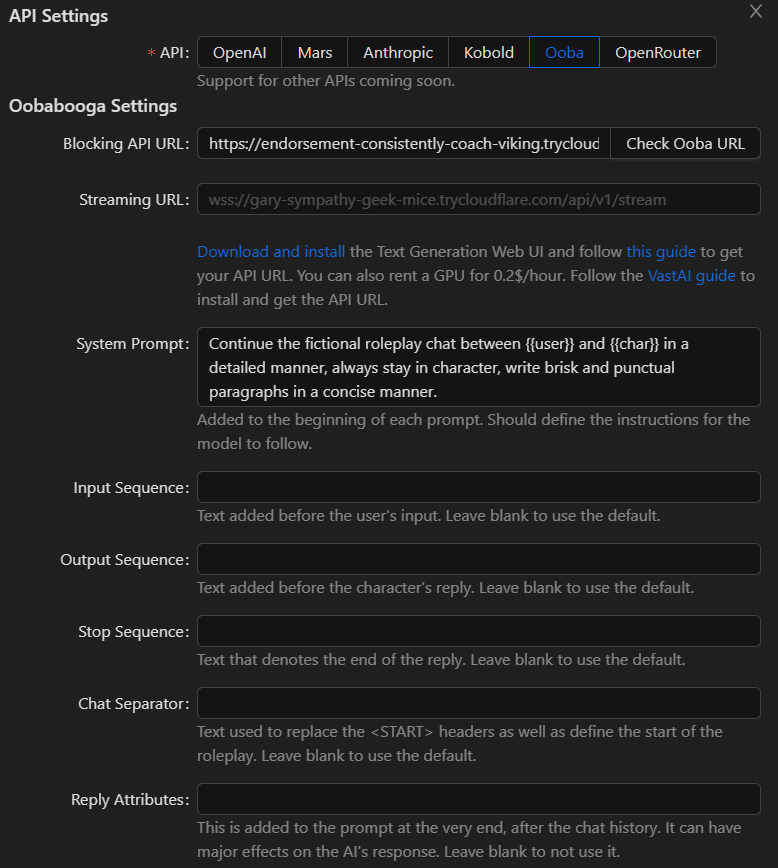 API Settings
* API: OpenAI Mars Anthropic Kobold Ooba OpenRouter
Support for other APIs coming soon.
Oobabooga Settings
Blocking API URL: https://endorsement-consistently-coach-viking.trycloud Check Ooba URL
Streaming URL: wss://gary-sympathy-geek-mice.trycloudflare.com/api/v1/stream
Download and install the Text Generation Web UI and follow this guide to get
your API URL. You can also rent a GPU for 0.2$/hour. Follow the VastAI guide to
install and get the API URL.
System Prompt: Continue the fictional roleplay chat between {{user}} and {{char}} in a
detailed manner, always stay in character, write brisk and punctual
paragraphs in a concise manner.
Added to the beginning of each prompt. Should define the instructions for the
model to follow.
Input Sequence:
Text added before the user's input. Leave blank to use the default.
Output Sequence:
Text added before the character's reply. Leave blank to use the default.
Stop Sequence:
Text that denotes the end of the reply. Leave blank to use the default.
Chat Separator:
Text used to replace the <START> headers as well as define the start of the
roleplay. Leave blank to use the default.
Reply Attributes:
This is added to the prompt at the very end, after the chat history. It can have
major effects on the AI's response. Leave blank to not use it.